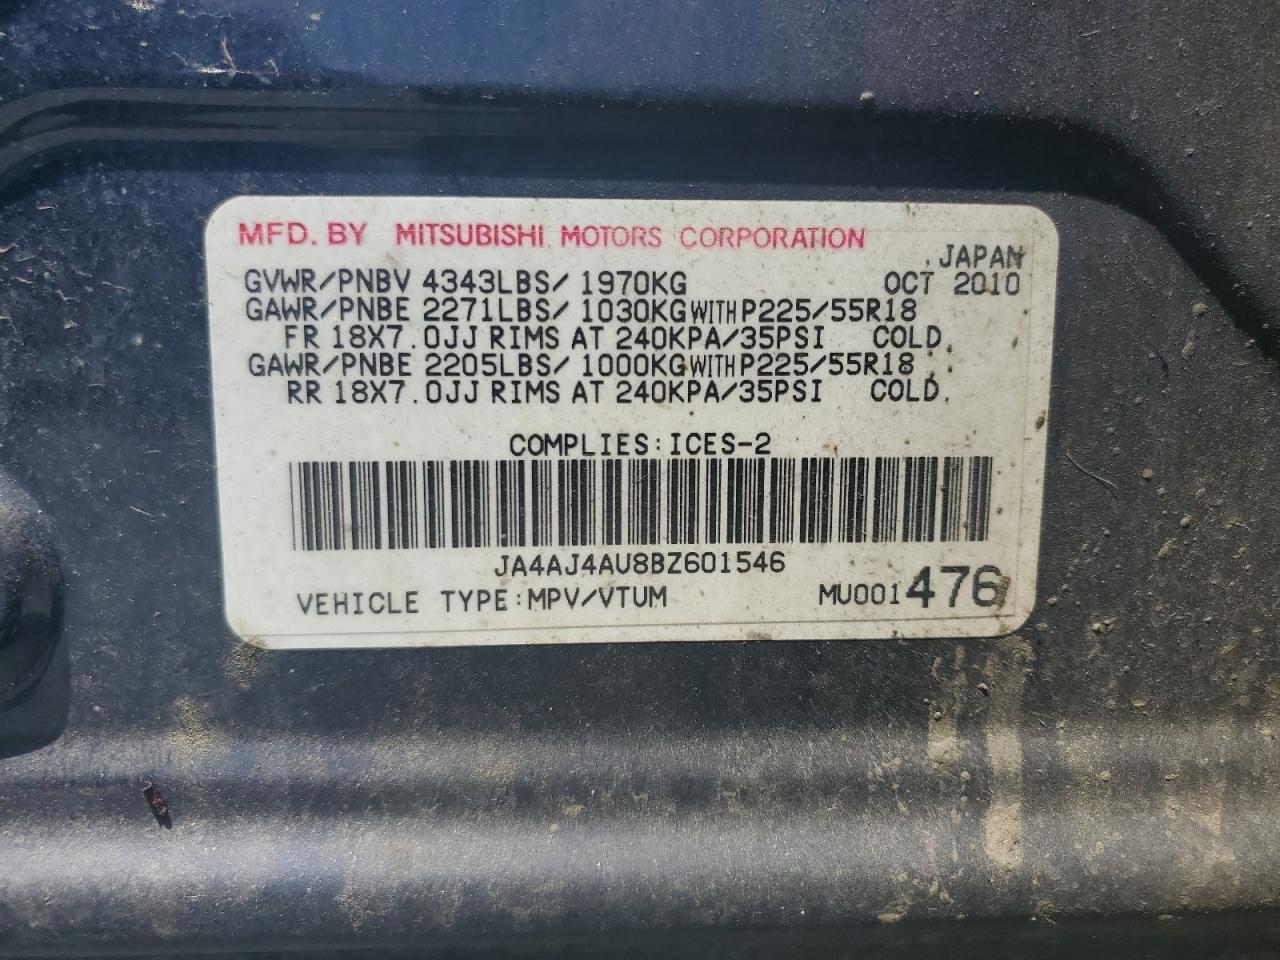 MFD. BY MITSUBISHI MOTORS CORPORATION
JAPAN
GVWR/PNBV 4343LBS/ 1970KG OCT 2010
GAWR/PNBE 2271LBS/ 1030KG WITH P225/55R18
FR 18X7.0JJ RIMS AT 240KPA/35PSI COLD.
GAWR/PNBE 2205LBS/ 1000KG WITH P225/55R18
RR 18X7.0JJ RIMS AT 240KPA/35PSI COLD.
COMPLIES:ICES-2
JA4AJ4AU8BZ601546
VEHICLE TYPE:MPV/VTUM MU001476